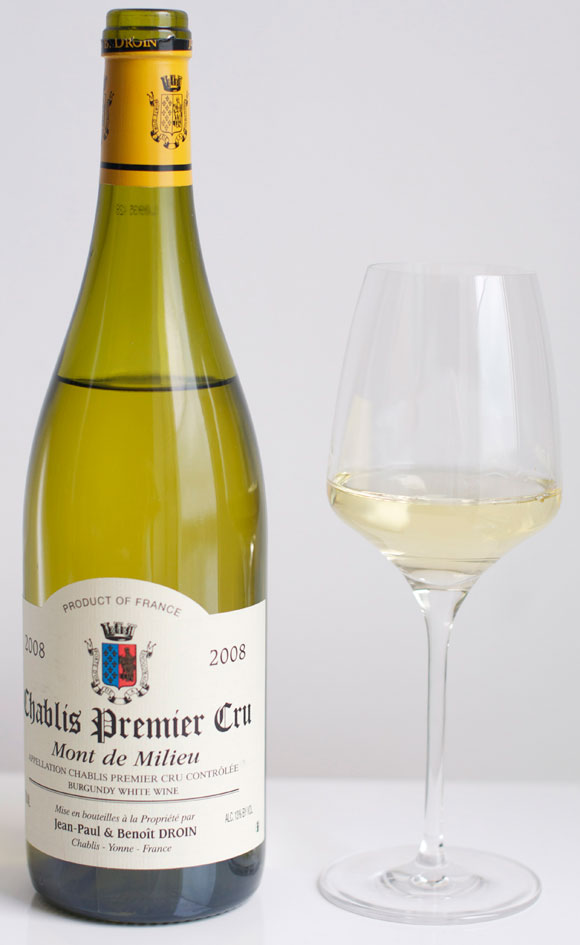 DROIN
PRODUCT OF FRANCE
2008 2008
Chablis Premier Cru
Mont de Milieu
APPELLATION CHABLIS PREMIER CRU CONTRÔLÉE
BURGUNDY WHITE WINE
Mise en bouteilles à la Propriété par
ALC. 13% BY VOL.
Jean-Paul & Benoît DROIN
Chablis - Yonne - France